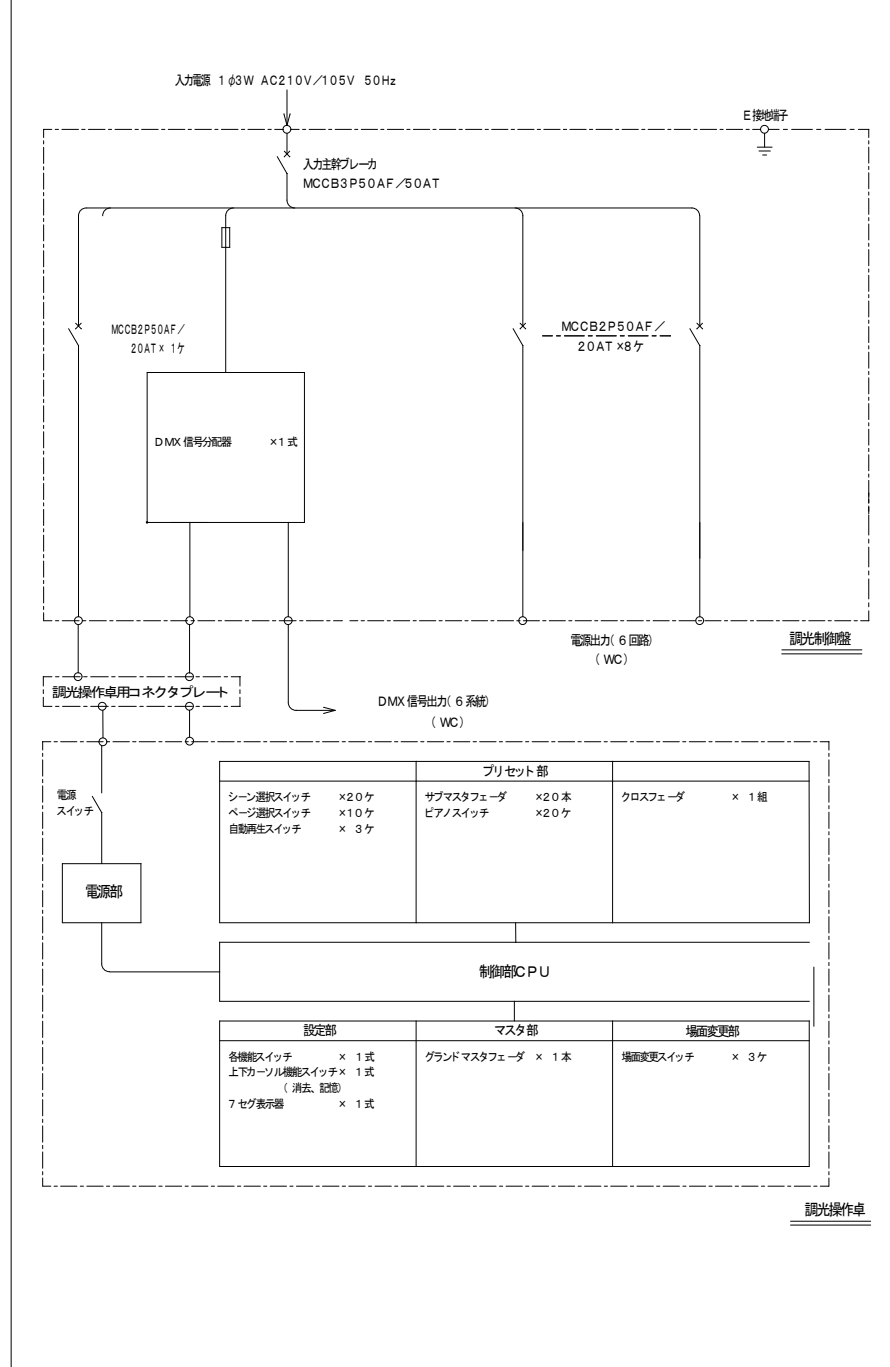 入力電源 1φ3W AC210V/105V 50Hz
E接地端子
入力主幹ブレーカ
MCCB3P50AF/50AT
MCCB2P50AF/
20AT× 1ケ
MCCB2P50AF/
20AT×8ケ
DMX信号分配器 ×1式
電源出力(6回路)
(WC)
調光制御盤
調光操作卓用コネクタプレート
DMX信号出力(6系統)
(WC)
電源
スイッチ
電源部
プリセット部
シーン選択スイッチ ×20ケ
ページ選択スイッチ ×10ケ
自動再生スイッチ × 3ケ
サブマスタフェーダ ×20本
ピアノスイッチ ×20ケ
クロスフェーダ × 1組
制御部CPU
設定部
各機能スイッチ × 1式
上下カーソル機能スイッチ× 1式
(消去、記憶)
7セグ表示器 × 1式
マスタ部
グランドマスタフェーダ × 1本
場面変更部
場面変更スイッチ × 3ケ
調光操作卓